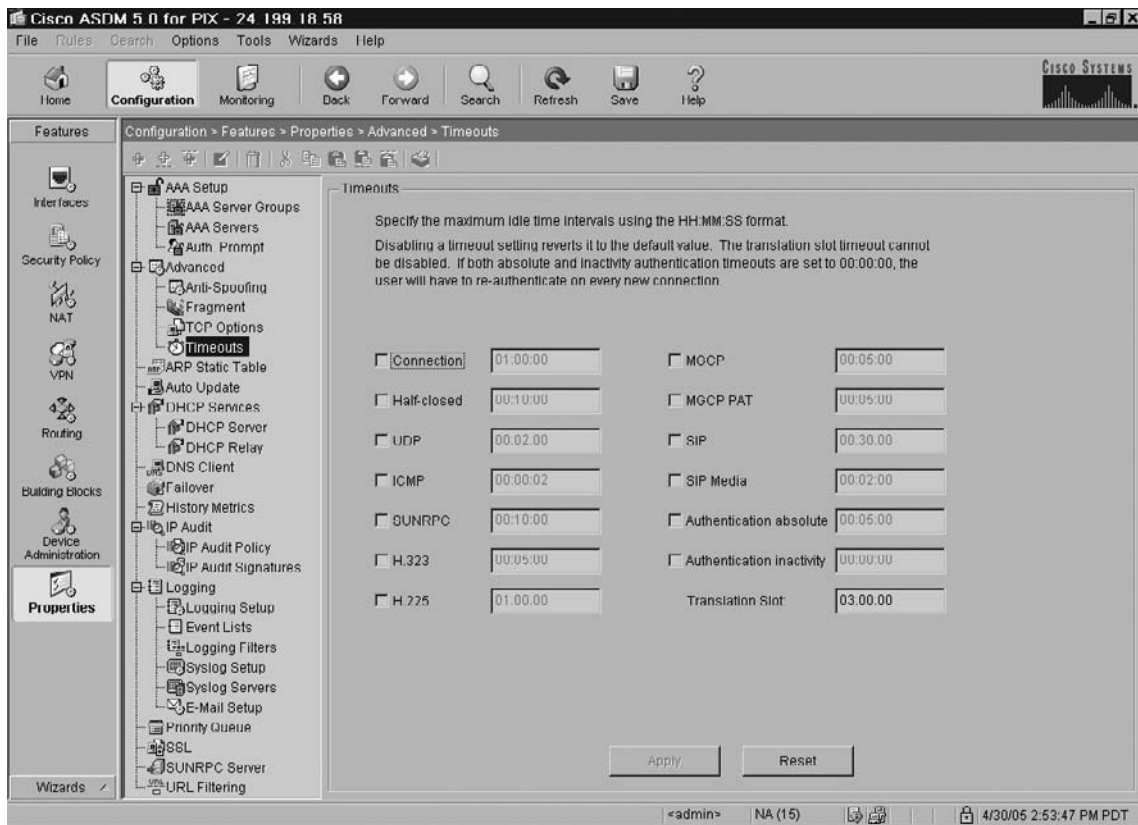 Cisco ASDM 5.0 for PIX - 24.199.18.58
File Rules Search Options Tools Wizards Help
Home Configuration Monitoring Back Forward Search Refresh Save Help
CISCO SYSTEMS
Features
Configuration > Features > Properties > Advanced > Timeouts
Interfaces
Security Policy
NAT
VPN
Routing
Building Blocks
Device
Administration
Properties
Wizards
AAA Setup
AAA Server Groups
AAA Servers
Auth. Prompt
Advanced
Anti-Spoofing
Fragment
TCP Options
Timeouts
ARP Static Table
Auto Update
DHCP Services
DHCP Server
DHCP Relay
DNS Client
Failover
History Metrics
IP Audit
IP Audit Policy
IP Audit Signatures
Logging
Logging Setup
Event Lists
Logging Filters
Syslog Setup
Syslog Servers
E-Mail Setup
Priority Queue
SSL
SUNRPC Server
URL Filtering
Timeouts
Specify the maximum idle time intervals using the HH:MM:SS format.
Disabling a timeout setting reverts it to the default value. The translation slot timeout cannot
be disabled. If both absolute and inactivity authentication timeouts are set to 00:00:00, the
user will have to re-authenticate on every new connection.
Connection 01:00:00 MGCP 00:05:00
Half-closed 00:10:00 MGCP PAT 00:05:00
UDP 00:02:00 SIP 00:30:00
ICMP 00:00:02 SIP Media 00:02:00
SUNRPC 00:10:00 Authentication absolute 00:05:00
H.323 00:05:00 Authentication inactivity 00:00:00
H.225 01:00:00 Translation Slot: 03:00:00
Apply Reset
<admin> NA (15) 4/30/05 2:53:47 PM PDT